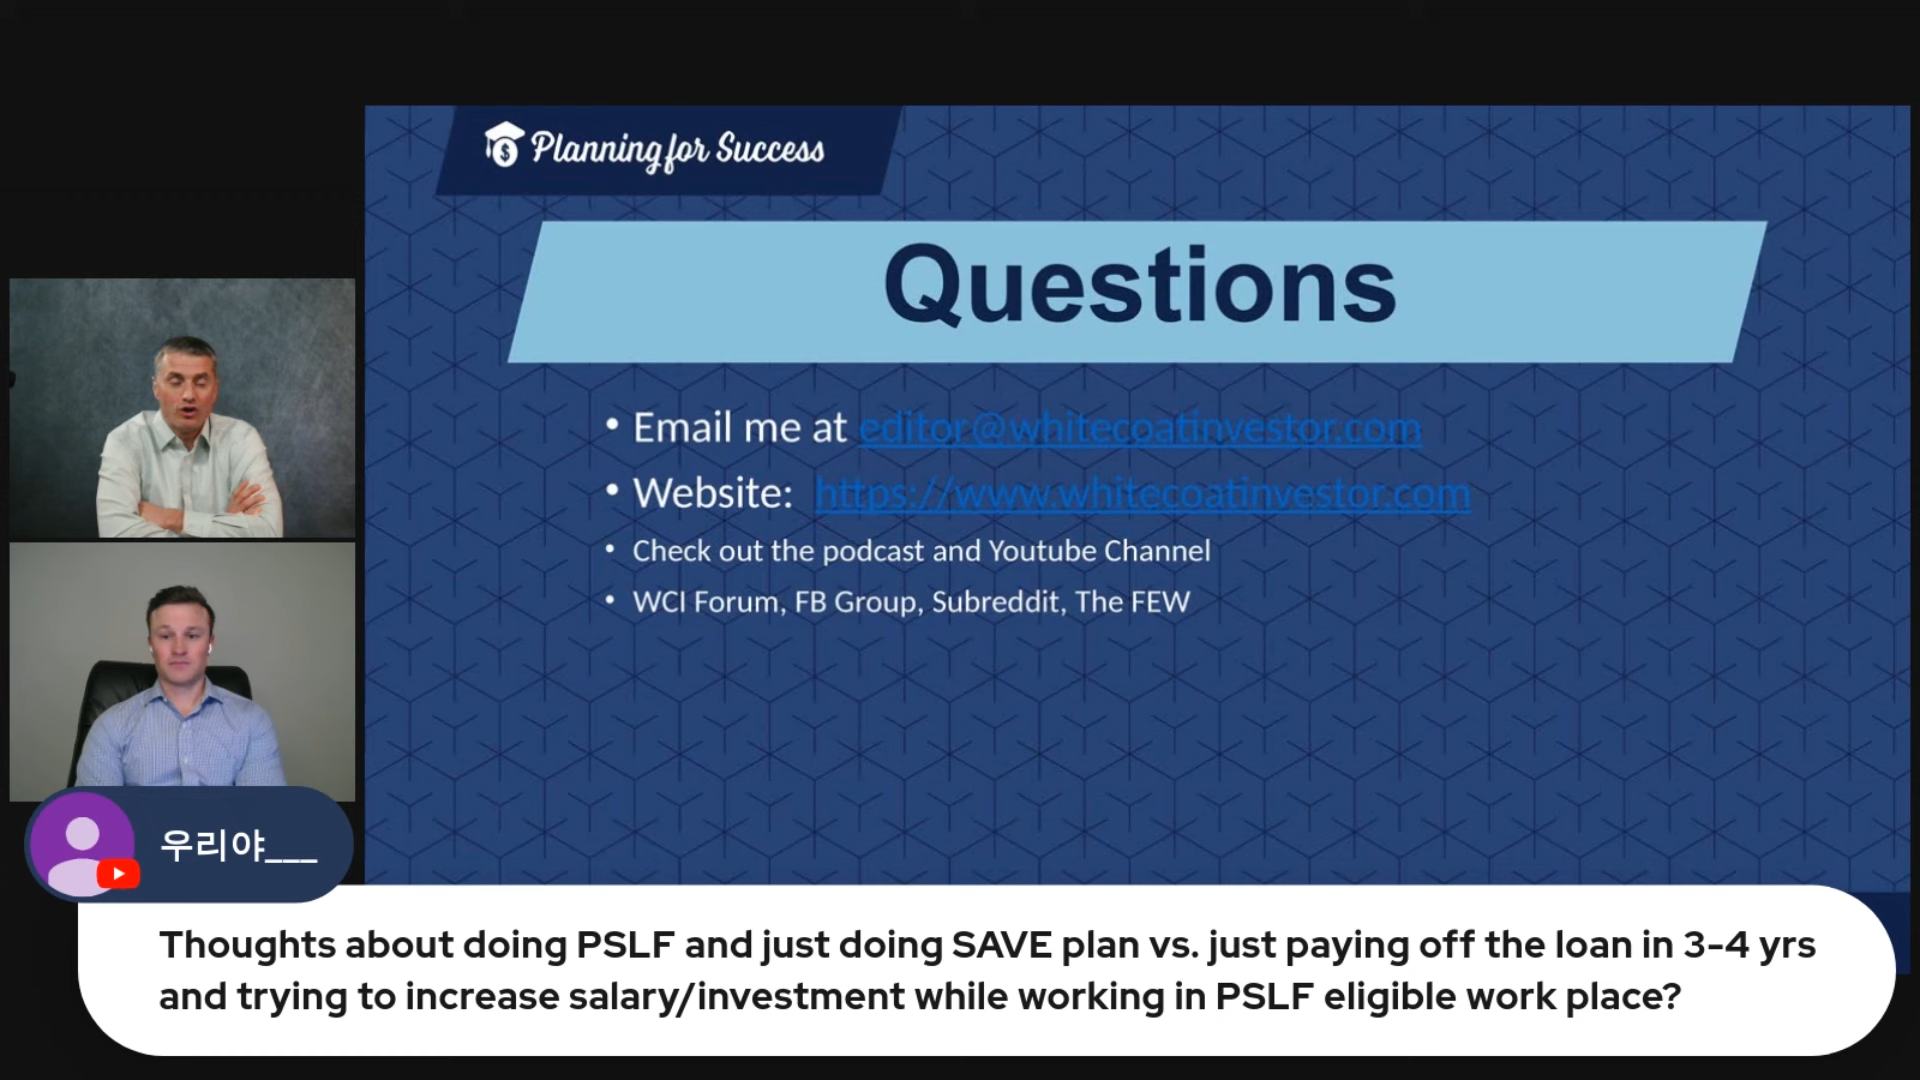 Planning for Success
Questions
• Email me at editor@whitecoatinvestor.com
• Website: https://www.whitecoatinvestor.com
• Check out the podcast and Youtube Channel
• WCI Forum, FB Group, Subreddit, The FEW
우리야___
Thoughts about doing PSLF and just doing SAVE plan vs. just paying off the loan in 3-4 yrs
and trying to increase salary/investment while working in PSLF eligible work place?